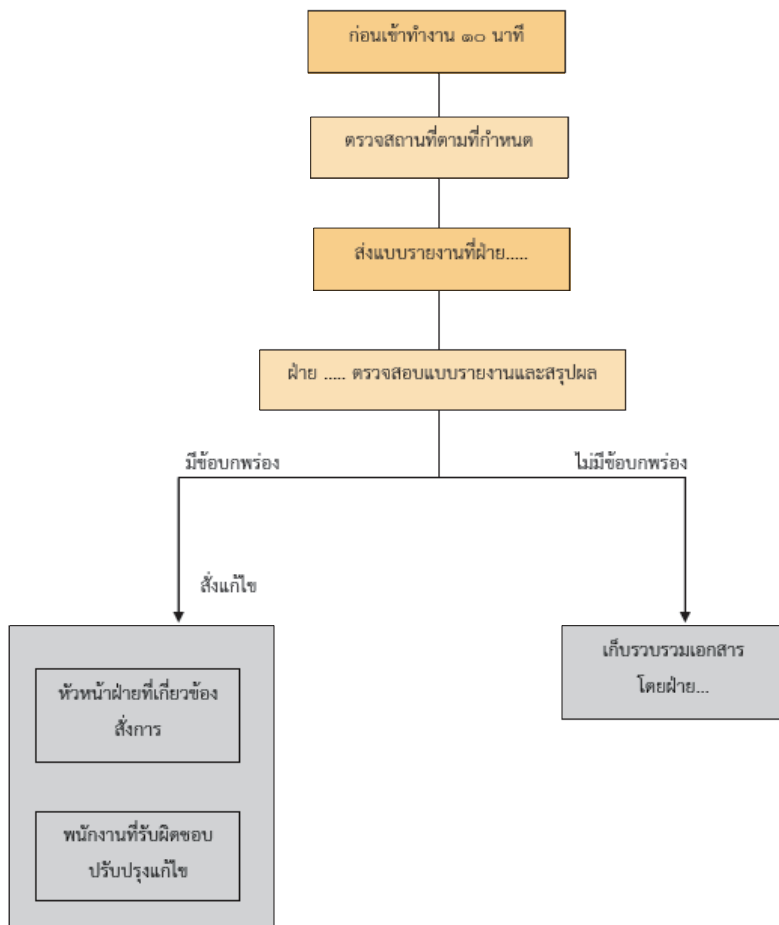 ก่อนเข้าทำงาน ๑๐ นาที
ตรวจสถานที่ตามที่กำหนด
ส่งแบบรายงานที่ฝ่าย.....
ฝ่าย ..... ตรวจสอบแบบรายงานและสรุปผล
มีข้อบกพร่อง
ไม่มีข้อบกพร่อง
สั่งแก้ไข
หัวหน้าฝ่ายที่เกี่ยวข้อง
สั่งการ
พนักงานที่รับผิดชอบ
ปรับปรุงแก้ไข
เก็บรวบรวมเอกสาร
โดยฝ่าย...